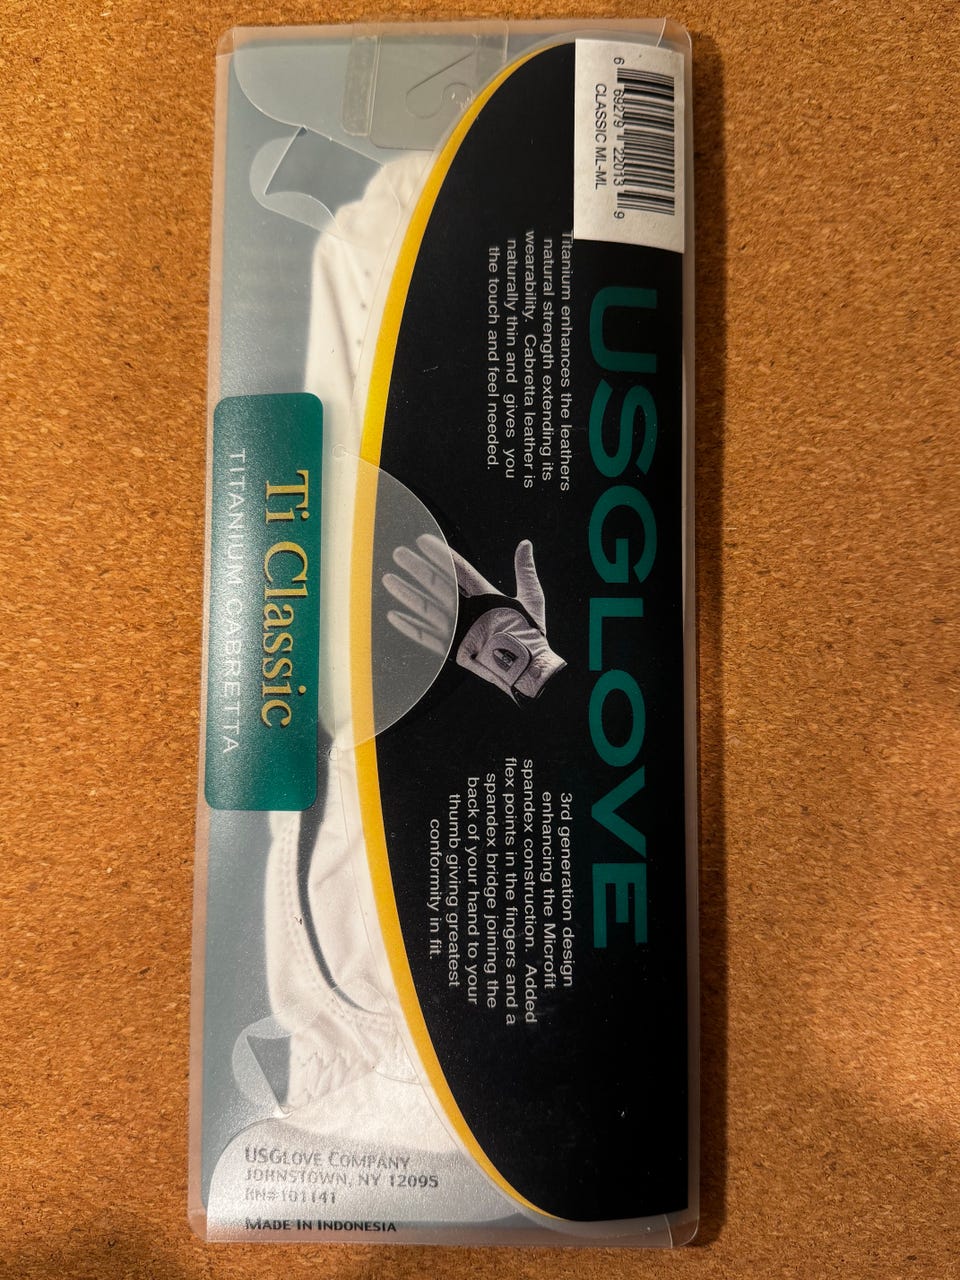 6 69279 22013 9
CLASSIC ML-ML
USGLOVE
Titanium enhances the leathers
natural strength extending its
wearability. Cabretta leather is
naturally thin and gives you
the touch and feel needed.
3rd generation design
enhancing the Microfit
spandex construction. Added
flex points in the fingers and a
spandex bridge joining the
back of your hand to your
thumb giving greatest
conformity in fit.
Ti Classic
TITANIUM CABRETTA
USGLOVE COMPANY
JOHNSTOWN, NY 12095
RN#101141
MADE IN INDONESIA